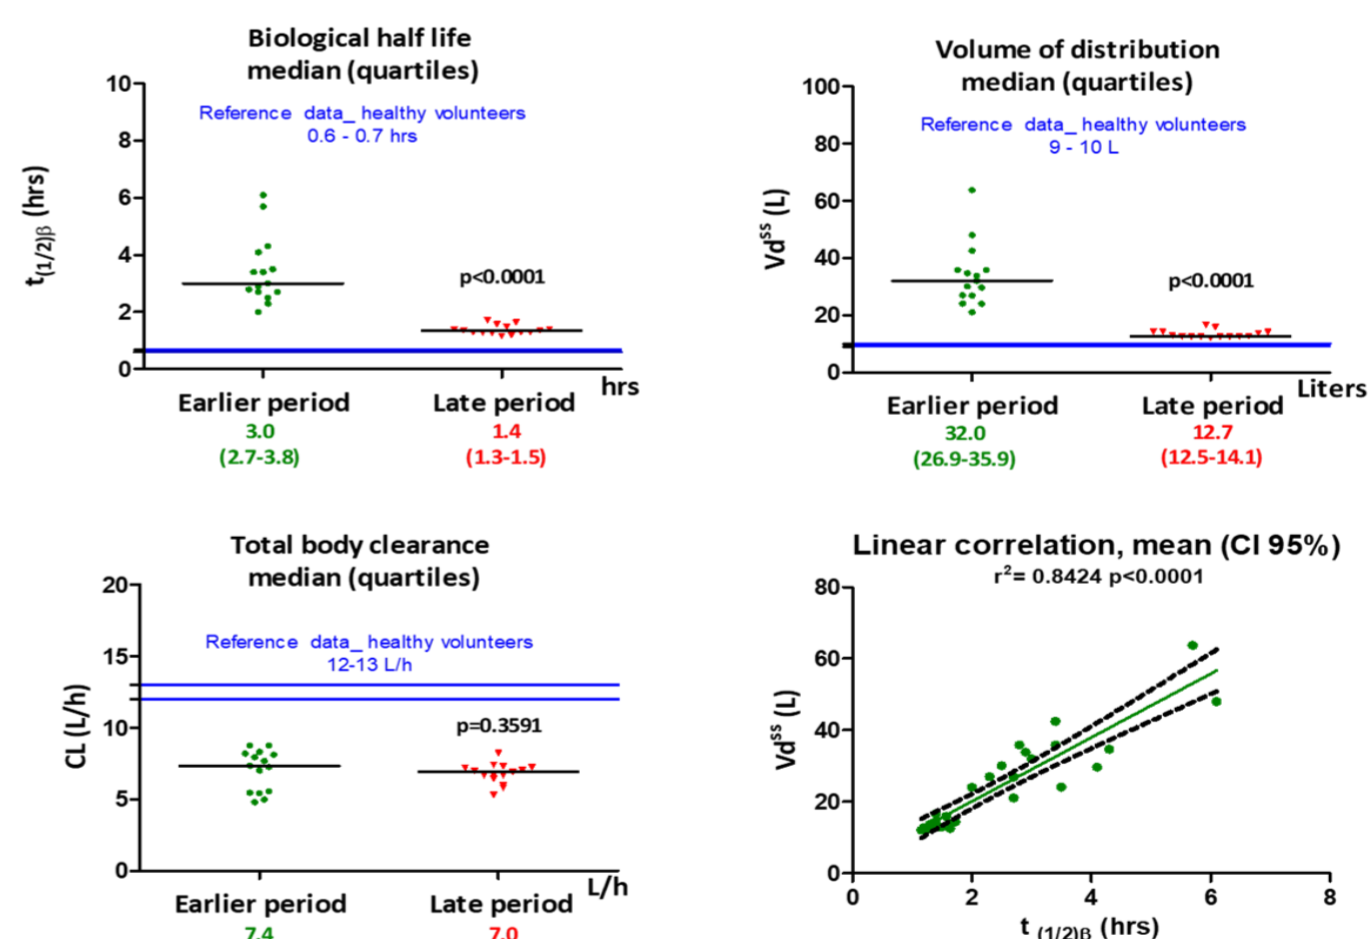 Biological half life
median (quartiles)
10
Reference data_ healthy volunteers
0.6 - 0.7 hrs
8
6
4
2
0
t(1/2)β (hrs)
p<0.0001
hrs
Earlier period
Late period
3.0
1.4
(2.7-3.8)
(1.3-1.5)
Volume of distribution
median (quartiles)
100
Reference data_ healthy volunteers
9 - 10 L
80
60
40
20
0
Vdss (L)
p<0.0001
Liters
Earlier period
Late period
32.0
12.7
(26.9-35.9)
(12.5-14.1)
Total body clearance
median (quartiles)
20
Reference data_ healthy volunteers
12-13 L/h
15
10
5
0
CL (L/h)
p=0.3591
L/h
Earlier period
Late period
7.4
7.0
Linear correlation, mean (CI 95%)
r2= 0.8424 p<0.0001
80
60
40
20
0
Vdss (L)
0
2
4
6
8
t (1/2)β (hrs)